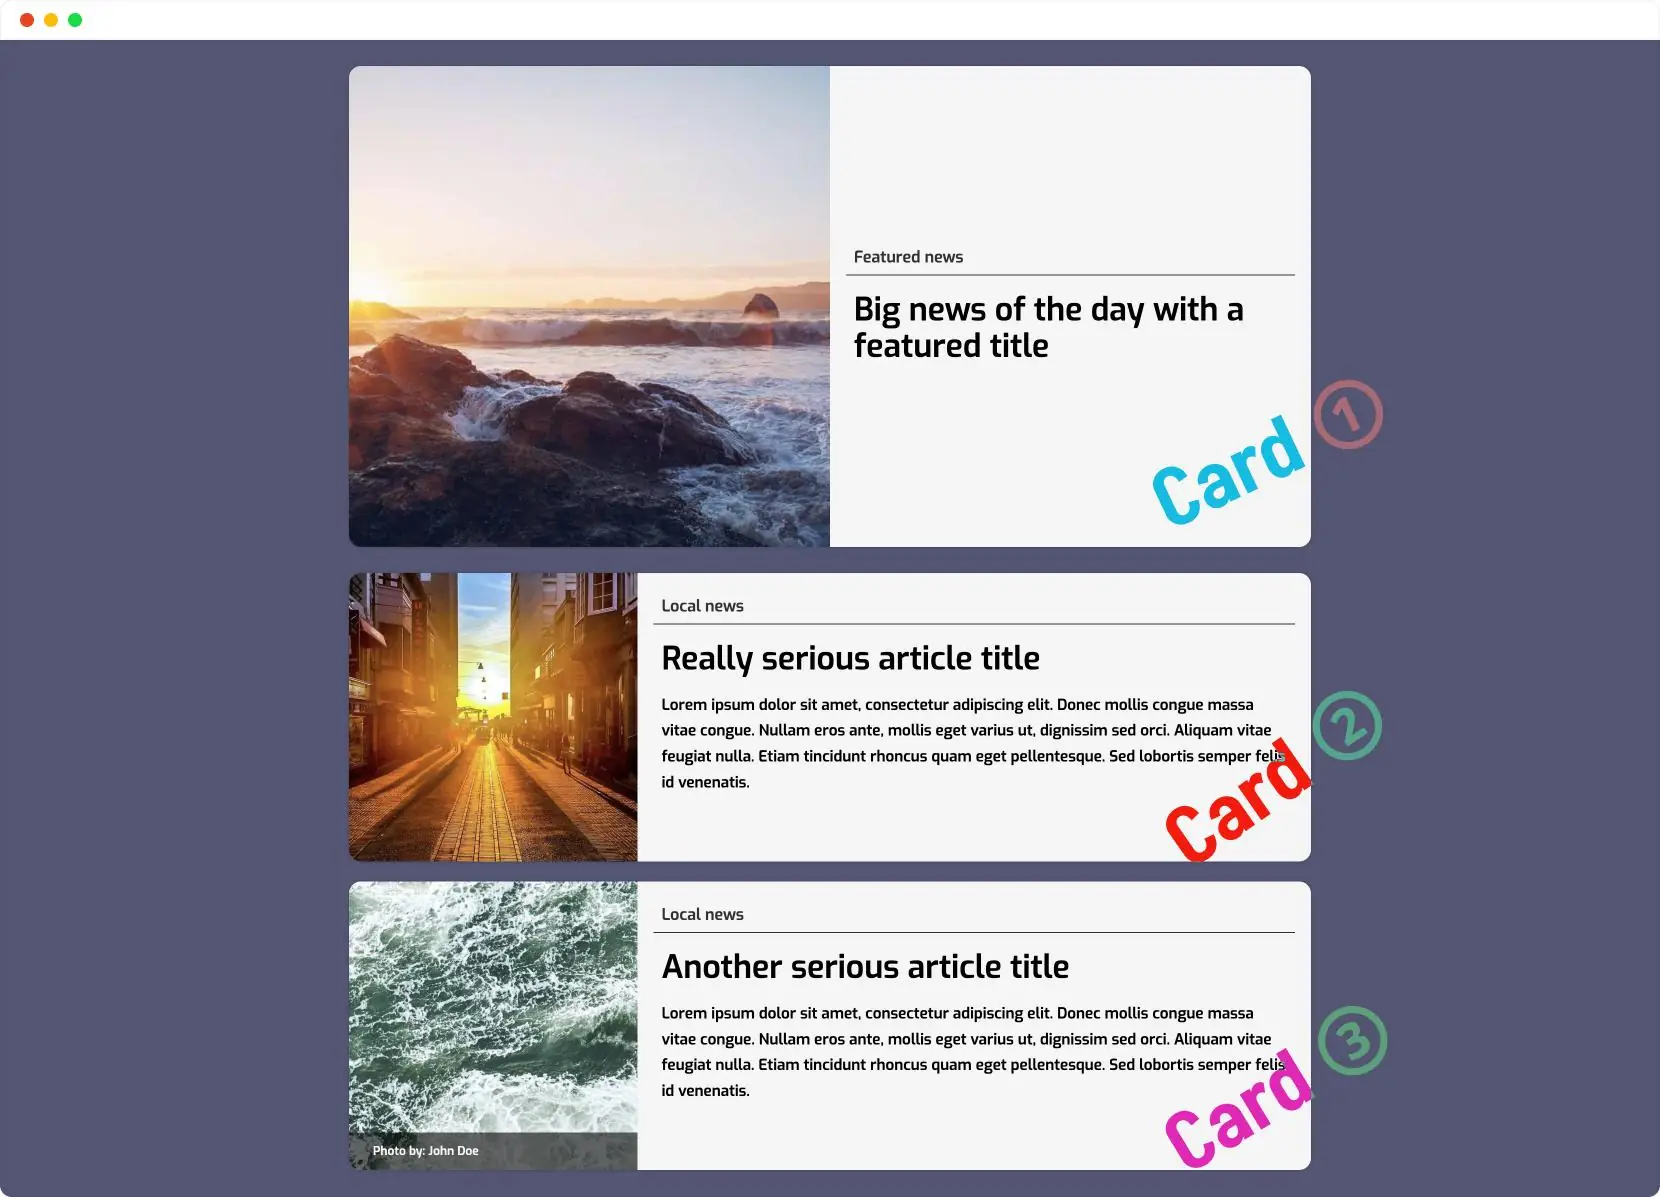 Featured news
Big news of the day with a
featured title
Card
1
Local news
Really serious article title
Lorem ipsum dolor sit amet, consectetur adipiscing elit. Donec mollis congue massa
vitae congue. Nullam eros ante, mollis eget varius ut, dignissim sed orci. Aliquam vitae
feugiat nulla. Etiam tincidunt rhoncus quam eget pellentesque. Sed lobortis semper felis
id venenatis.
Card
2
Local news
Another serious article title
Lorem ipsum dolor sit amet, consectetur adipiscing elit. Donec mollis congue massa
vitae congue. Nullam eros ante, mollis eget varius ut, dignissim sed orci. Aliquam vitae
feugiat nulla. Etiam tincidunt rhoncus quam eget pellentesque. Sed lobortis semper felis
id venenatis.
Card
3
Photo by: John Doe